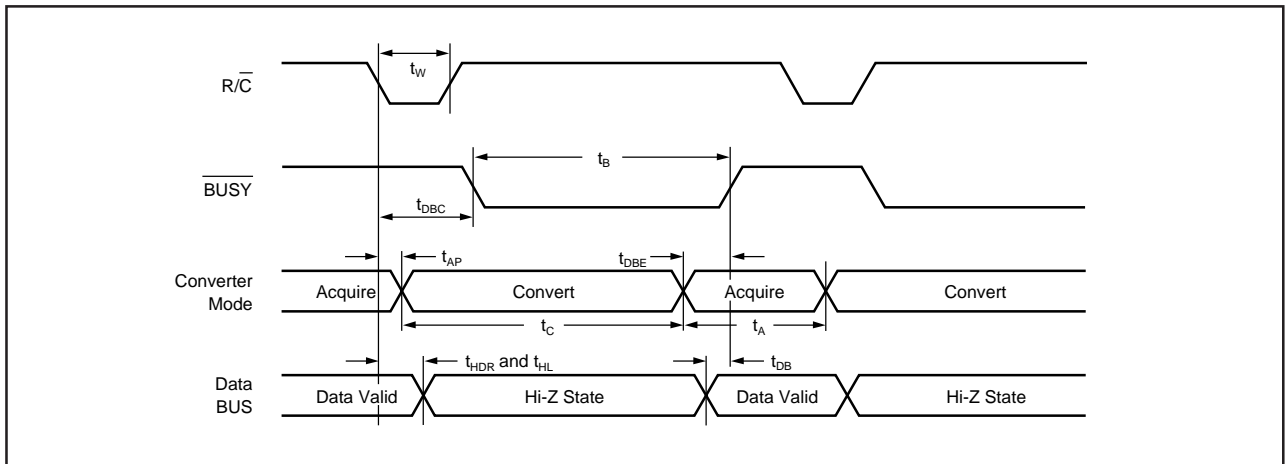 R/C̅
t_W
B̅U̅S̅Y̅
t_B
t_DBC
Converter
Mode
t_AP
t_DBE
Acquire
Convert
Acquire
Convert
t_C
t_A
Data
BUS
t_HDR and t_HL
t_DB
Data Valid
Hi-Z State
Data Valid
Hi-Z State